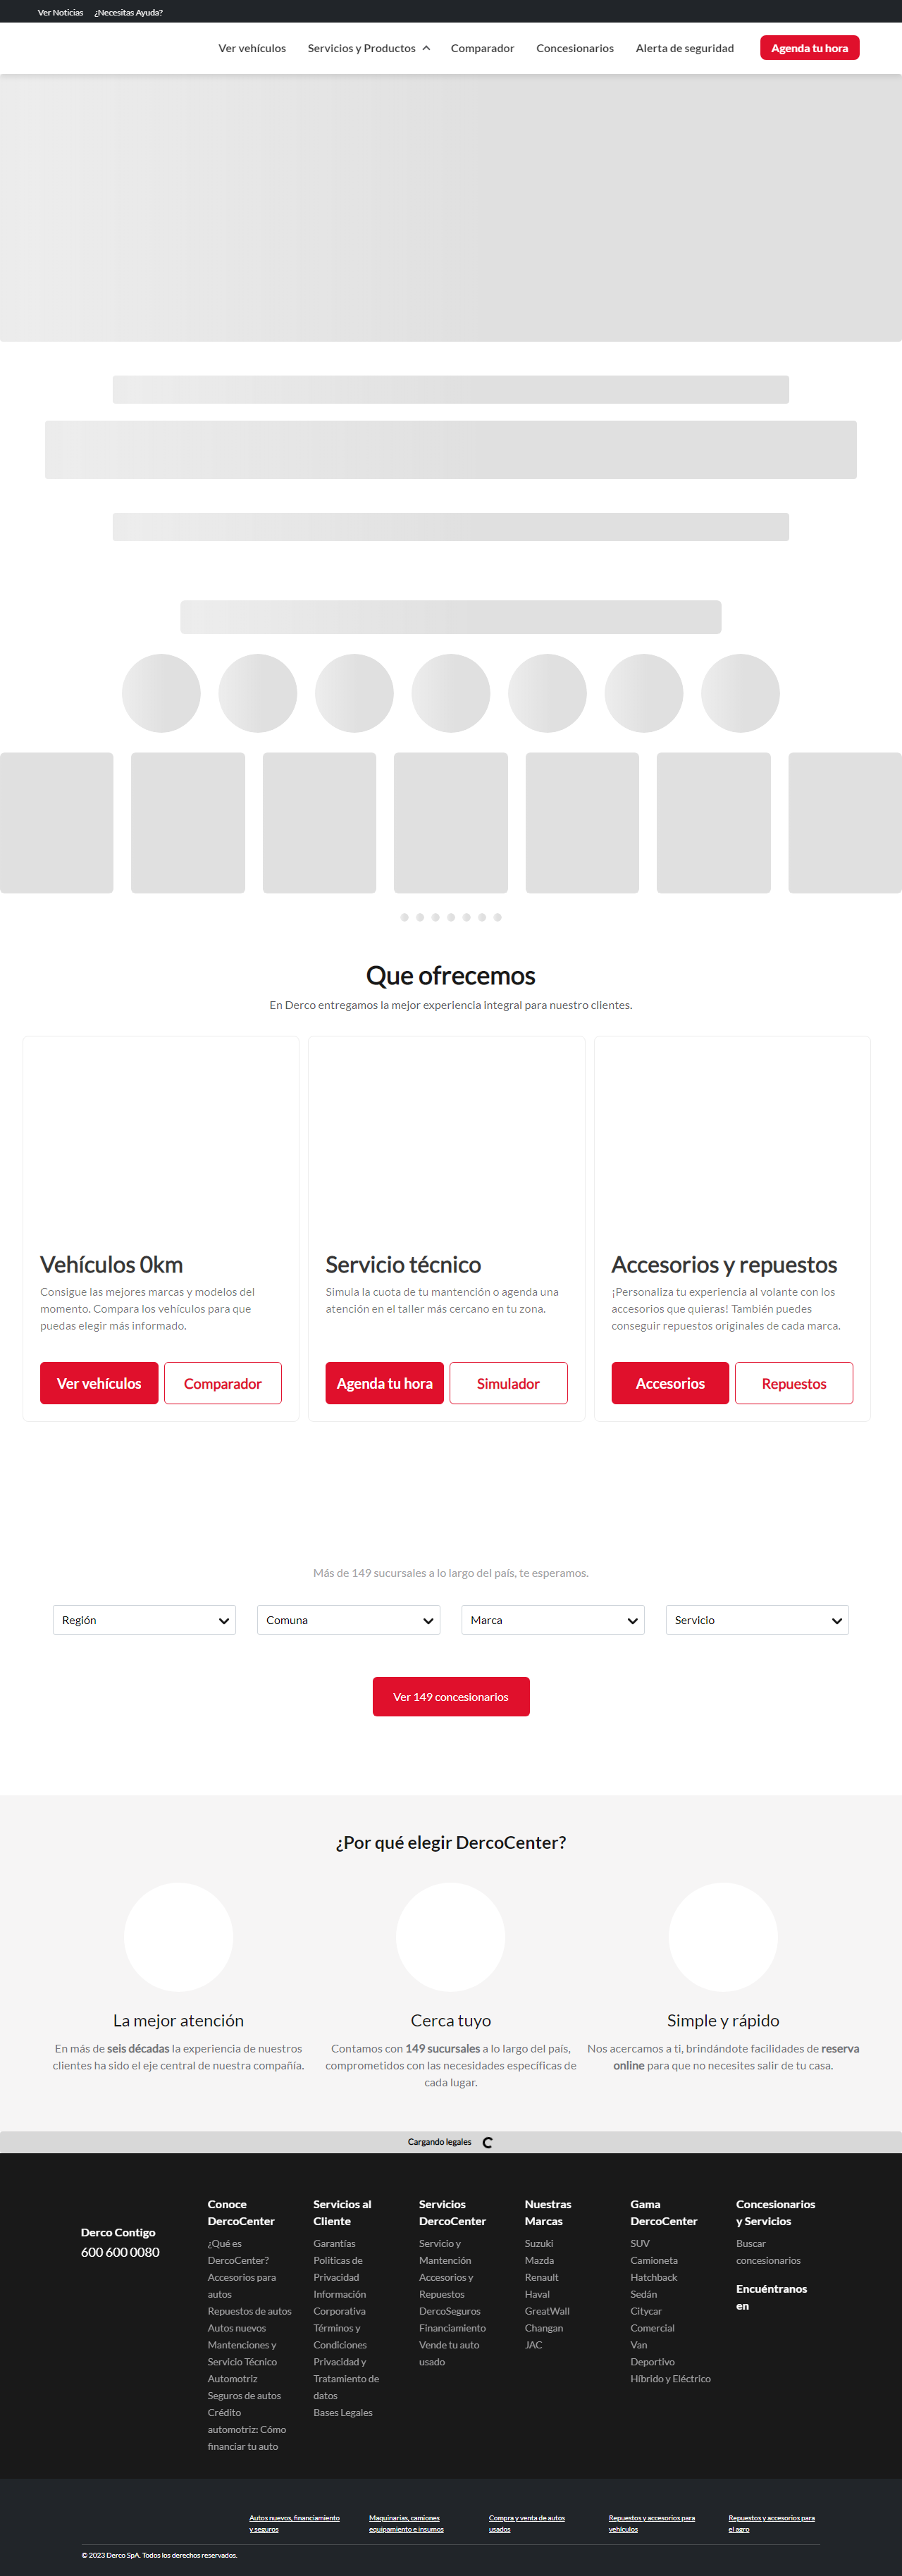 Ver Noticias ¿Necesitas Ayuda?
Ver vehículos Servicios y Productos Comparador Concesionarios Alerta de seguridad Agenda tu hora
Que ofrecemos
En Derco entregamos la mejor experiencia integral para nuestro clientes.
Vehículos 0km
Consigue las mejores marcas y modelos del
momento. Compara los vehículos para que
puedas elegir más informado.
Ver vehículos Comparador
Servicio técnico
Simula la cuota de tu mantención o agenda una
atención en el taller más cercano en tu zona.
Agenda tu hora Simulador
Accesorios y repuestos
¡Personaliza tu experiencia al volante con los
accesorios que quieras! También puedes
conseguir repuestos originales de cada marca.
Accesorios Repuestos
Más de 149 sucursales a lo largo del país, te esperamos.
Región Comuna Marca Servicio
Ver 149 concesionarios
¿Por qué elegir DercoCenter?
La mejor atención
En más de seis décadas la experiencia de nuestros
clientes ha sido el eje central de nuestra compañía.
Cerca tuyo
Contamos con 149 sucursales a lo largo del país,
comprometidos con las necesidades específicas de
cada lugar.
Simple y rápido
Nos acercamos a ti, brindándote facilidades de reserva
online para que no necesites salir de tu casa.
Cargando legales
Derco Contigo
600 600 0080
Conoce
DercoCenter
¿Qué es
DercoCenter?
Accesorios para
autos
Repuestos de autos
Autos nuevos
Mantenciones y
Servicio Técnico
Automotriz
Seguros de autos
Crédito
automotriz: Cómo
financiar tu auto
Servicios al
Cliente
Garantías
Políticas de
Privacidad
Información
Corporativa
Términos y
Condiciones
Privacidad y
Tratamiento de
datos
Bases Legales
Servicios
DercoCenter
Servicio y
Mantención
Accesorios y
Repuestos
DercoSeguros
Financiamiento
Vende tu auto
usado
Nuestras
Marcas
Suzuki
Mazda
Renault
Haval
GreatWall
Changan
JAC
Gama
DercoCenter
SUV
Camioneta
Hatchback
Sedán
Citycar
Comercial
Van
Deportivo
Híbrido y Eléctrico
Concesionarios
y Servicios
Buscar
concesionarios
Encuéntranos
en
Autos nuevos, financiamiento
y seguros
Maquinarias, camiones
equipamiento e insumos
Compra y venta de autos
usados
Repuestos y accesorios para
vehículos
Repuestos y accesorios para
el agro
© 2023 Derco SpA. Todos los derechos reservados.